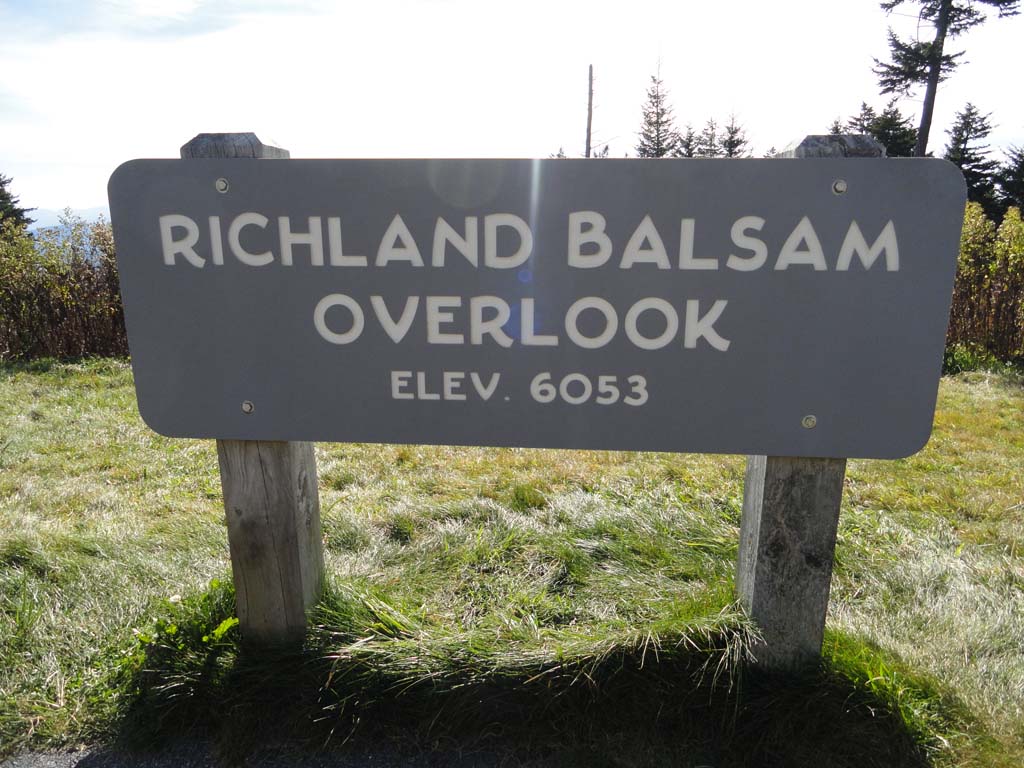 RICHLAND BALSAM
OVERLOOK
ELEV. 6053